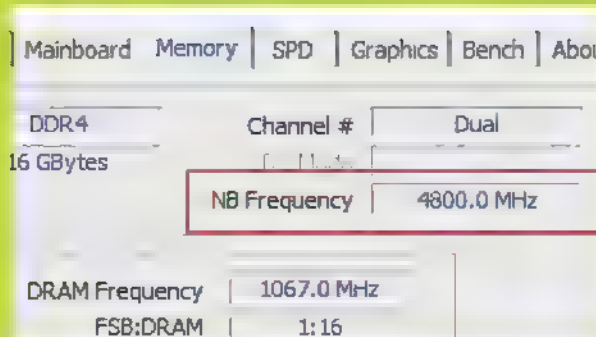 Mainboard Memory SPD Graphics Bench Abou
DDR4 Channel # Dual
16 GBytes
NB Frequency 4800.0 MHz
DRAM Frequency 1067.0 MHz
FSB:DRAM 1:16